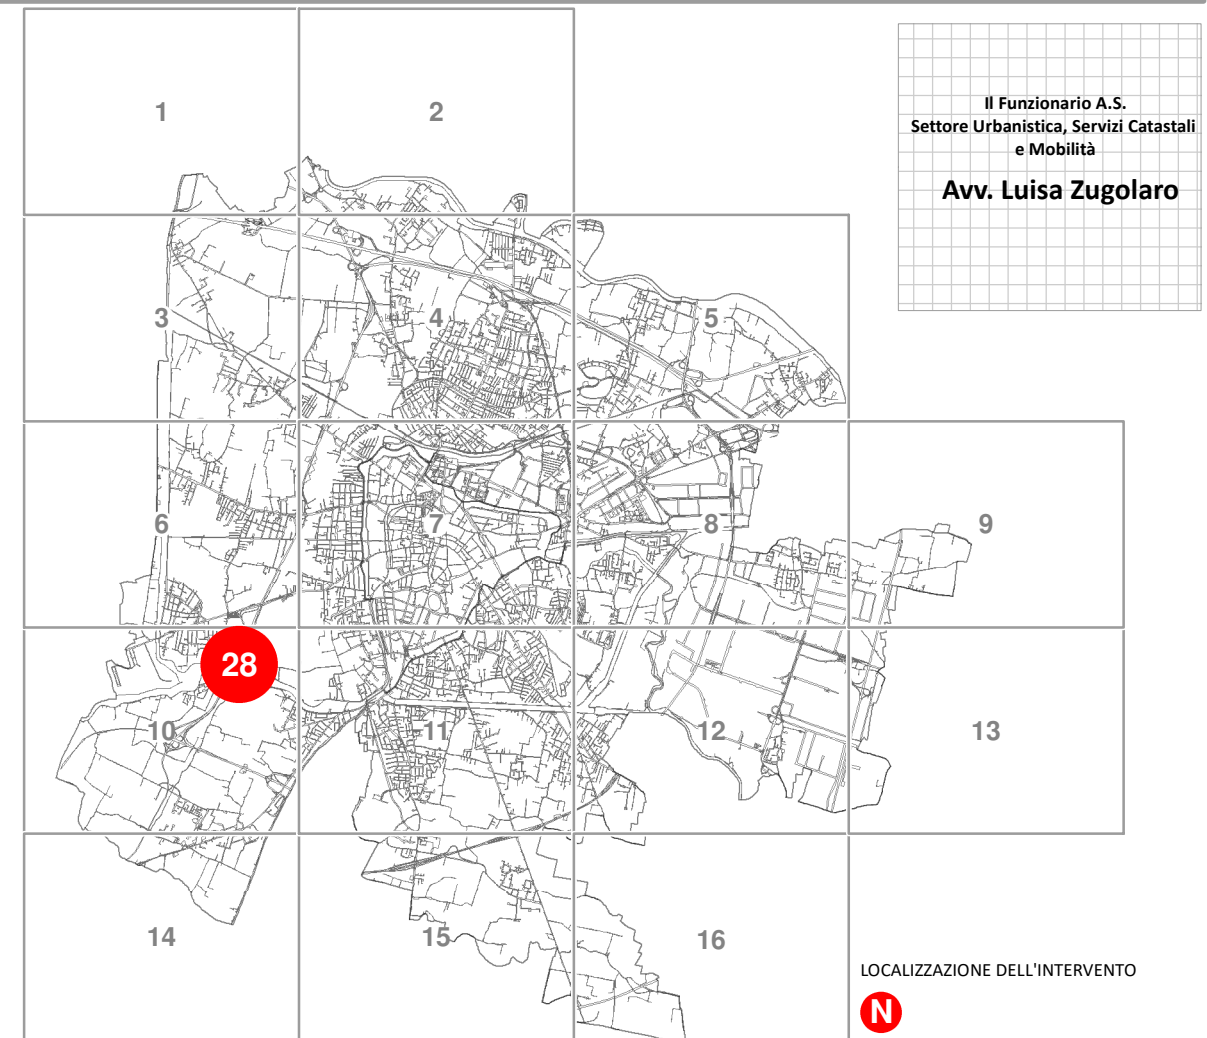 1
2
Il Funzionario A.S.
Settore Urbanistica, Servizi Catastali
e Mobilità
Avv. Luisa Zugolaro
3
4
5
6
7
8
9
28
10
11
12
13
14
15
16
LOCALIZZAZIONE DELL'INTERVENTO
N